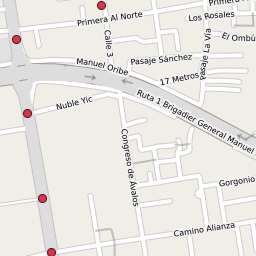 Primera
Los Rosales
Primera Al Norte
El Ombú
Calle 3
Pasaje La Vía
Pasaje Sánchez
Manuel Oribe
17 Metros
Nuble Yic
Ruta 1 Brigadier General Manuel
Congreso de Ávalos
Gorgonio
Camino Alianza